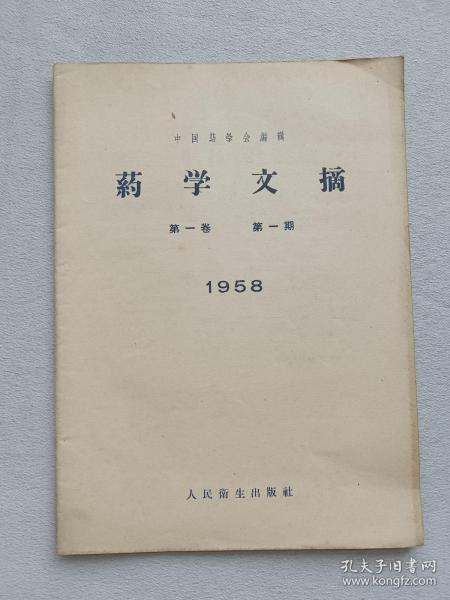 中国药学会编辑
药学文摘
第一卷 第一期
1958
人民衛生出版社
孔夫子旧书网
www.kongfz.com